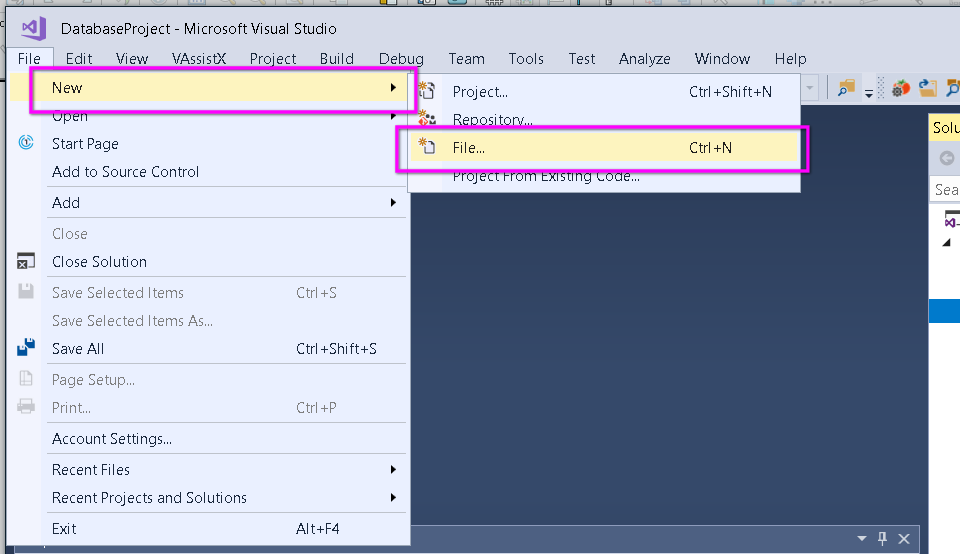 DatabaseProject - Microsoft Visual Studio
File Edit View VAssistX Project Build Debug Team Tools Test Analyze Window Help
New
Project... Ctrl+Shift+N
Open
Repository...
Start Page
File... Ctrl+N
Add to Source Control
Project From Existing Code...
Add
Close
Close Solution
Save Selected Items Ctrl+S
Save Selected Items As...
Save All Ctrl+Shift+S
Page Setup...
Print... Ctrl+P
Account Settings...
Recent Files
Recent Projects and Solutions
Exit Alt+F4
Solu
Sea